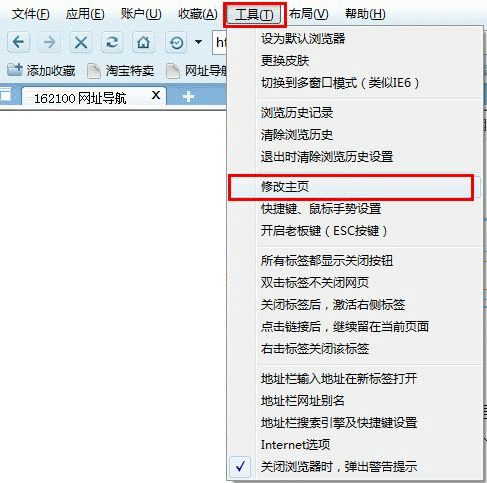 文件(F) 应用(E) 账户(U) 收藏(A) 工具(T) 布局(V) 帮助(H)
添加收藏 淘宝特卖 网址导航
162100 网址导航 X
设为默认浏览器
更换皮肤
切换到多窗口模式（类似IE6）
浏览历史记录
清除浏览历史
退出时清除浏览历史设置
修改主页
快捷键、鼠标手势设置
开启老板键（ESC按键）
所有标签都显示关闭按钮
双击标签不关闭网页
关闭标签后，激活右侧标签
点击链接后，继续留在当前页面
右击标签关闭该标签
地址栏输入地址在新标签打开
地址栏网址别名
地址栏搜索引擎及快捷键设置
Internet选项
关闭浏览器时，弹出警告提示